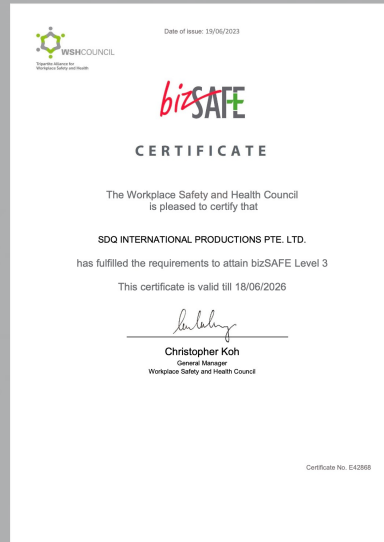 Date of issue: 19/06/2023
WSHCOUNCIL
Tripartite Alliance for
Workplace Safety and Health
bizSAFE
CERTIFICATE
The Workplace Safety and Health Council
is pleased to certify that
SDQ INTERNATIONAL PRODUCTIONS PTE. LTD.
has fulfilled the requirements to attain bizSAFE Level 3
This certificate is valid till 18/06/2026
Christopher Koh
General Manager
Workplace Safety and Health Council
Certificate No. E42868